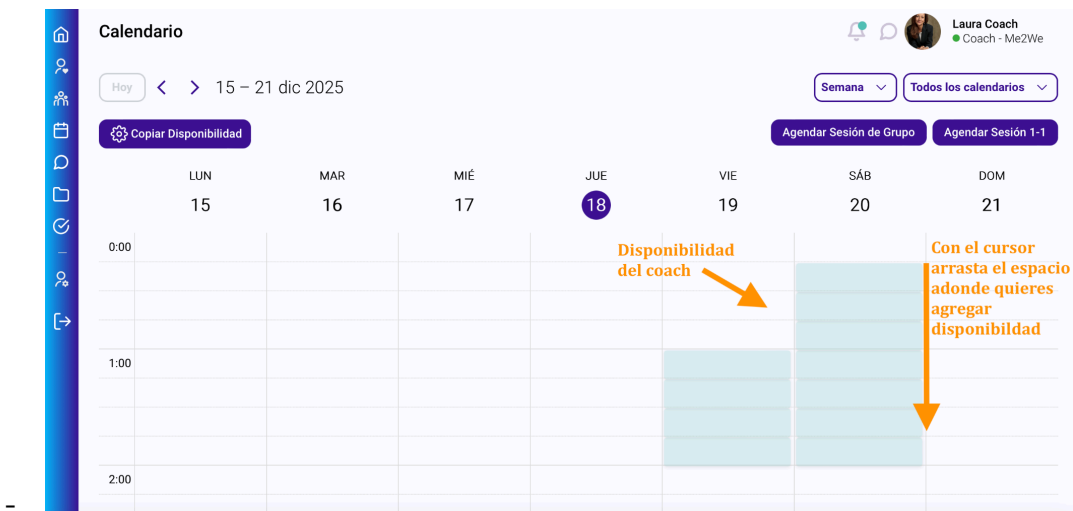 Calendario
Laura Coach
Coach - Me2We
Hoy
15 – 21 dic 2025
Semana
Todos los calendarios
Copiar Disponibilidad
Agendar Sesión de Grupo
Agendar Sesión 1-1
LUN MAR MIÉ JUE VIE SÁB DOM
15 16 17 18 19 20 21
0:00
Disponibilidad
del coach
Con el cursor
arrasta el espacio
adonde quieres
agregar
disponibildad
1:00
2:00
-